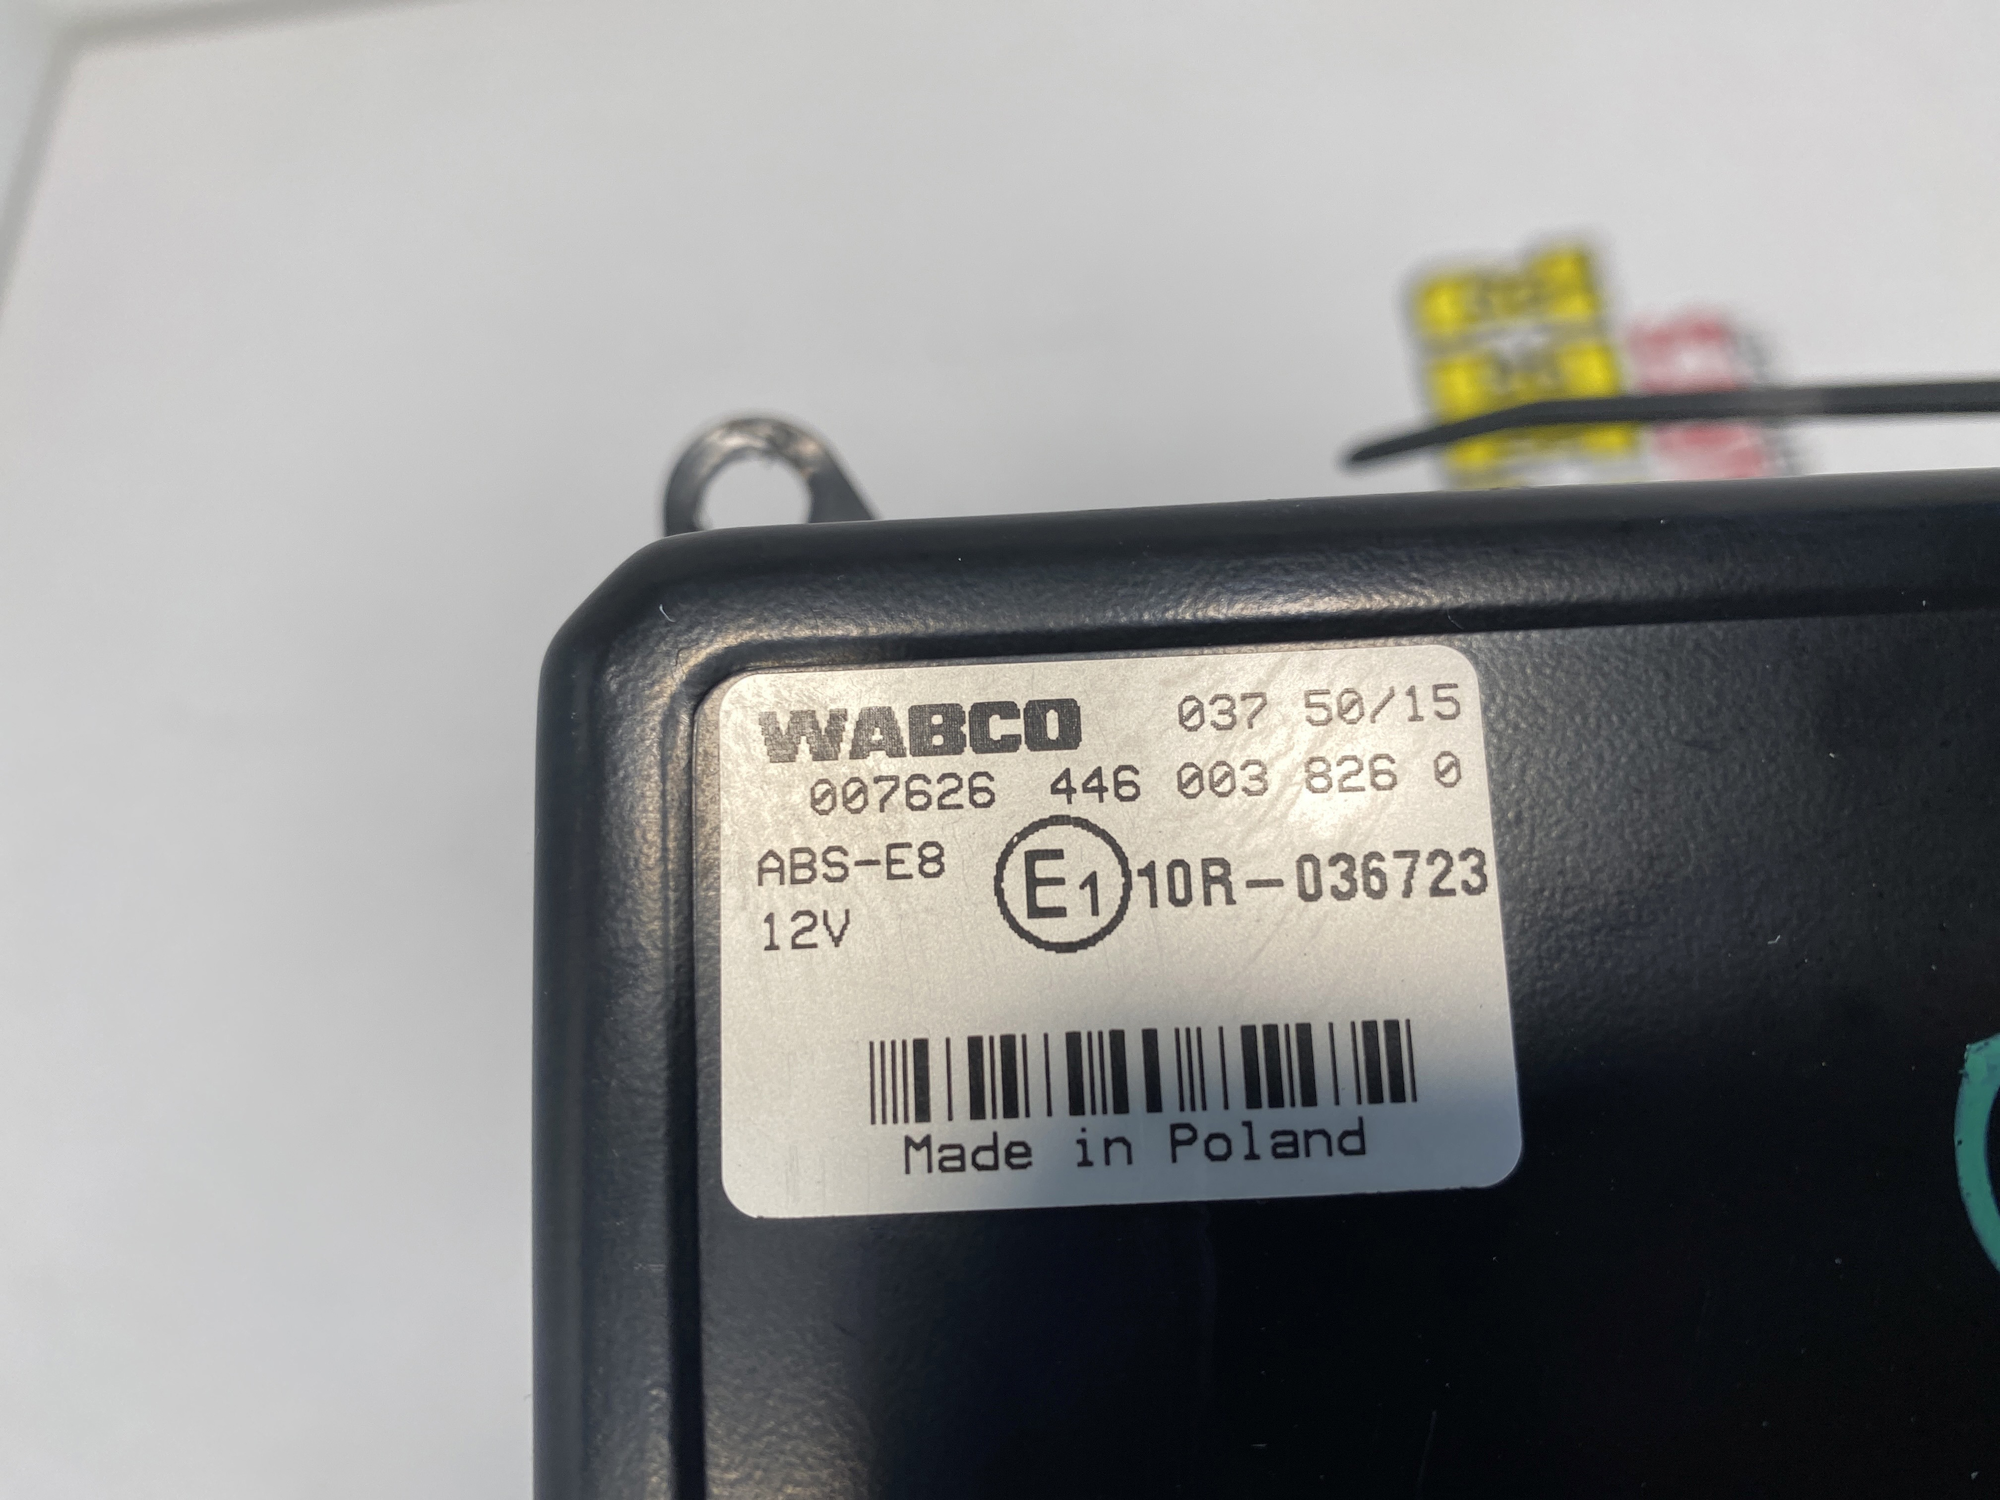 WABCO 037 50/15
007626 446 003 826 0
ABS-E8 E1 10R-036723
12V
Made in Poland